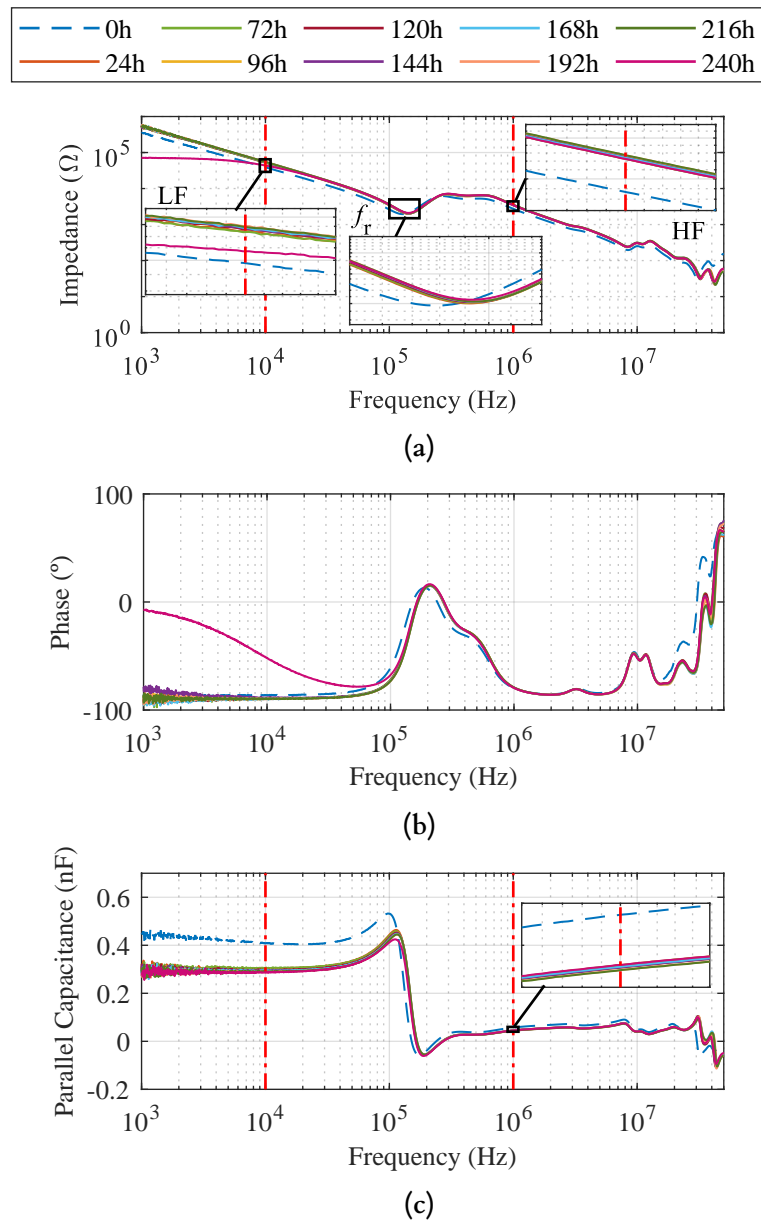 0h 72h 120h 168h 216h
24h 96h 144h 192h 240h
LF
f_r
HF
10^5
10^0
Impedance (Ω)
10^3 10^4 10^5 10^6 10^7
Frequency (Hz)
(a)
100
0
-100
Phase (º)
10^3 10^4 10^5 10^6 10^7
Frequency (Hz)
(b)
0.6
0.4
0.2
0
-0.2
Parallel Capacitance (nF)
10^3 10^4 10^5 10^6 10^7
Frequency (Hz)
(c)